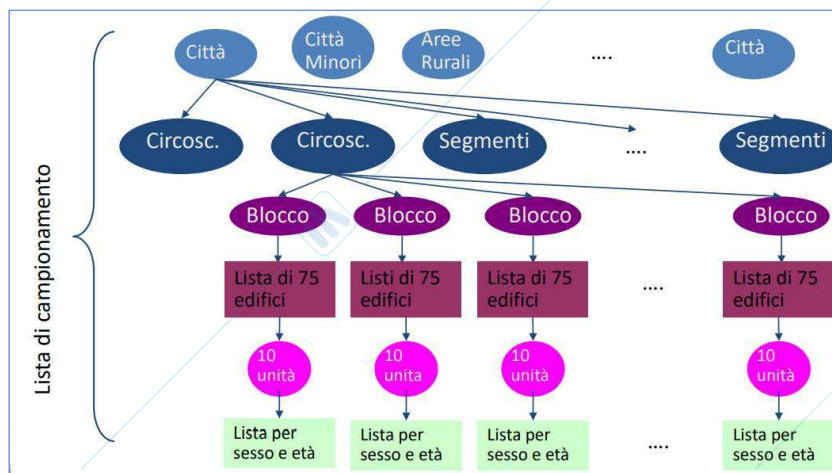 Lista di campionamento
Città
Città
Minori
Aree
Rurali
....
Città
Circosc.
Circosc.
Segmenti
....
Segmenti
Blocco
Blocco
Blocco
Blocco
Lista di 75
edifici
Listi di 75
edifici
Lista di 75
edifici
....
Lista di 75
edifici
10
unità
10
unita
10
unità
10
unità
Lista per
sesso e età
Lista per
sesso e età
Lista per
sesso e età
....
Lista per
sesso e età